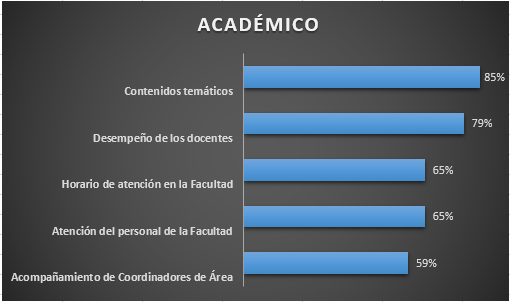 ACADÉMICO
Contenidos temáticos 85%
Desempeño de los docentes 79%
Horario de atención en la Facultad 65%
Atención del personal de la Facultad 65%
Acompañamiento de Coordinadores de Área 59%